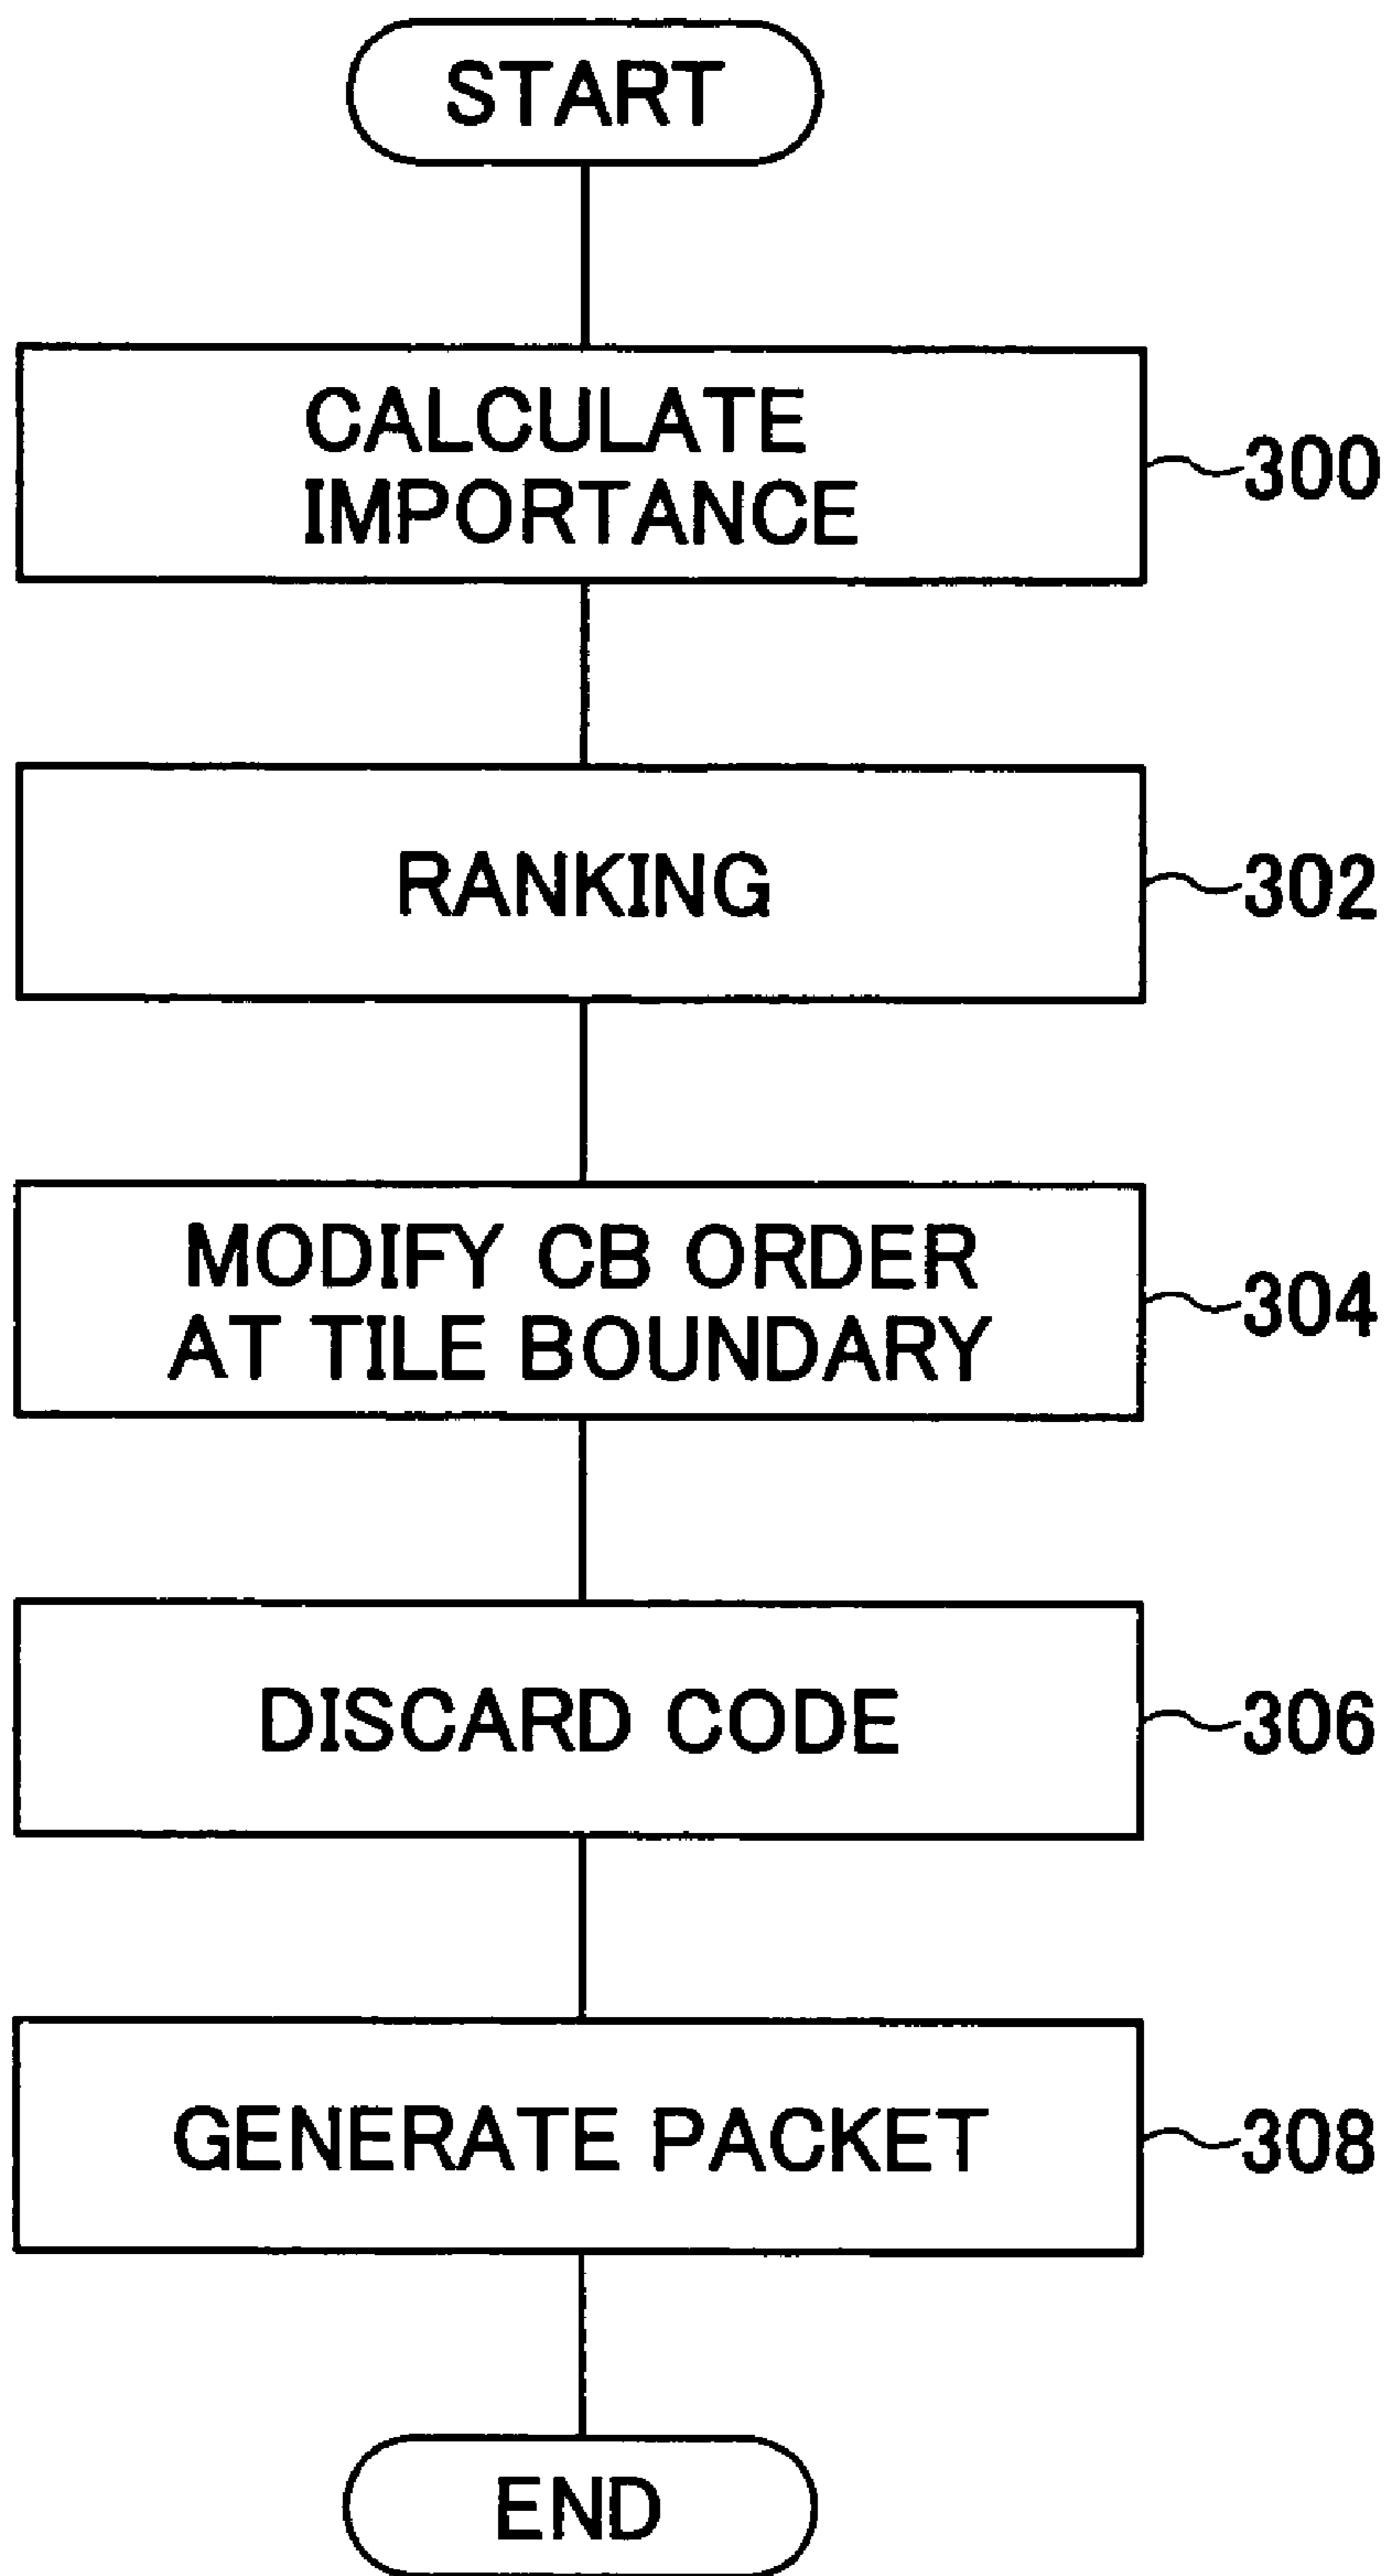 START
CALCULATE
IMPORTANCE
300
RANKING
302
MODIFY CB ORDER
AT TILE BOUNDARY
304
DISCARD CODE
306
GENERATE PACKET
308
END